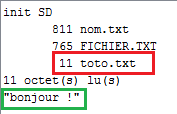 init SD
811 nom.txt
765 FICHIER.TXT
11 toto.txt
11 octet(s) lu(s)
"bonjour !"